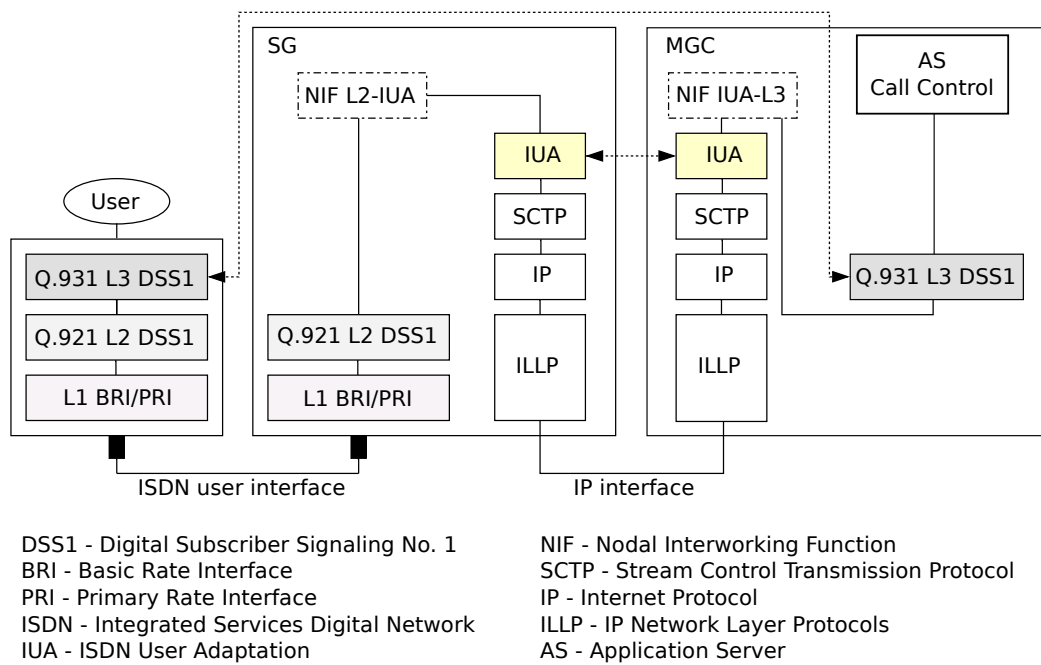 SG
MGC
AS
Call Control
NIF L2-IUA
NIF IUA-L3
IUA
IUA
User
SCTP
SCTP
Q.931 L3 DSS1
IP
IP
Q.931 L3 DSS1
Q.921 L2 DSS1
Q.921 L2 DSS1
ILLP
ILLP
L1 BRI/PRI
L1 BRI/PRI
ISDN user interface
IP interface
DSS1 - Digital Subscriber Signaling No. 1
BRI - Basic Rate Interface
PRI - Primary Rate Interface
ISDN - Integrated Services Digital Network
IUA - ISDN User Adaptation
NIF - Nodal Interworking Function
SCTP - Stream Control Transmission Protocol
IP - Internet Protocol
ILLP - IP Network Layer Protocols
AS - Application Server